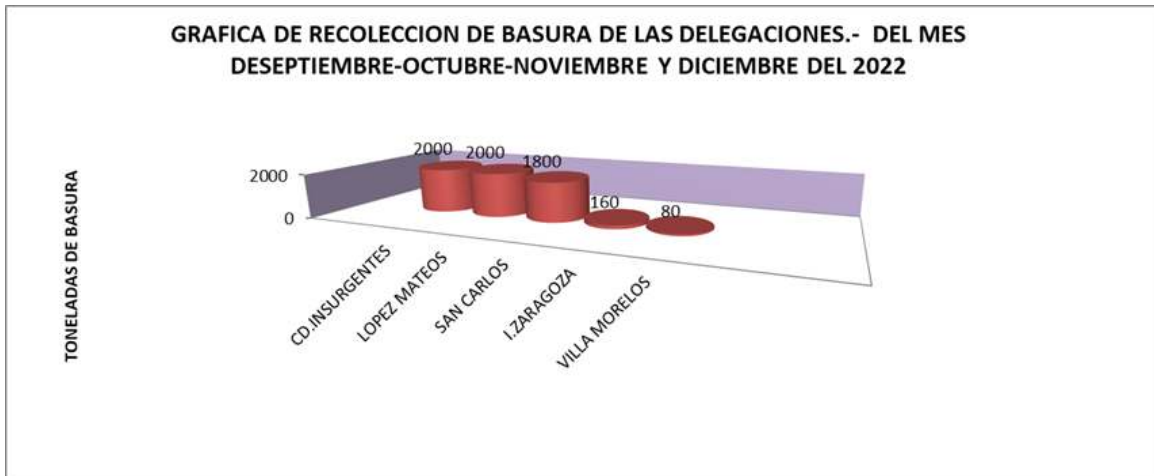 GRAFICA DE RECOLECCION DE BASURA DE LAS DELEGACIONES.- DEL MES
DESEPTIEMBRE-OCTUBRE-NOVIEMBRE Y DICIEMBRE DEL 2022
TONELADAS DE BASURA
2000
0
2000
2000
1800
160
80
CD.INSURGENTES
LOPEZ MATEOS
SAN CARLOS
I.ZARAGOZA
VILLA MORELOS